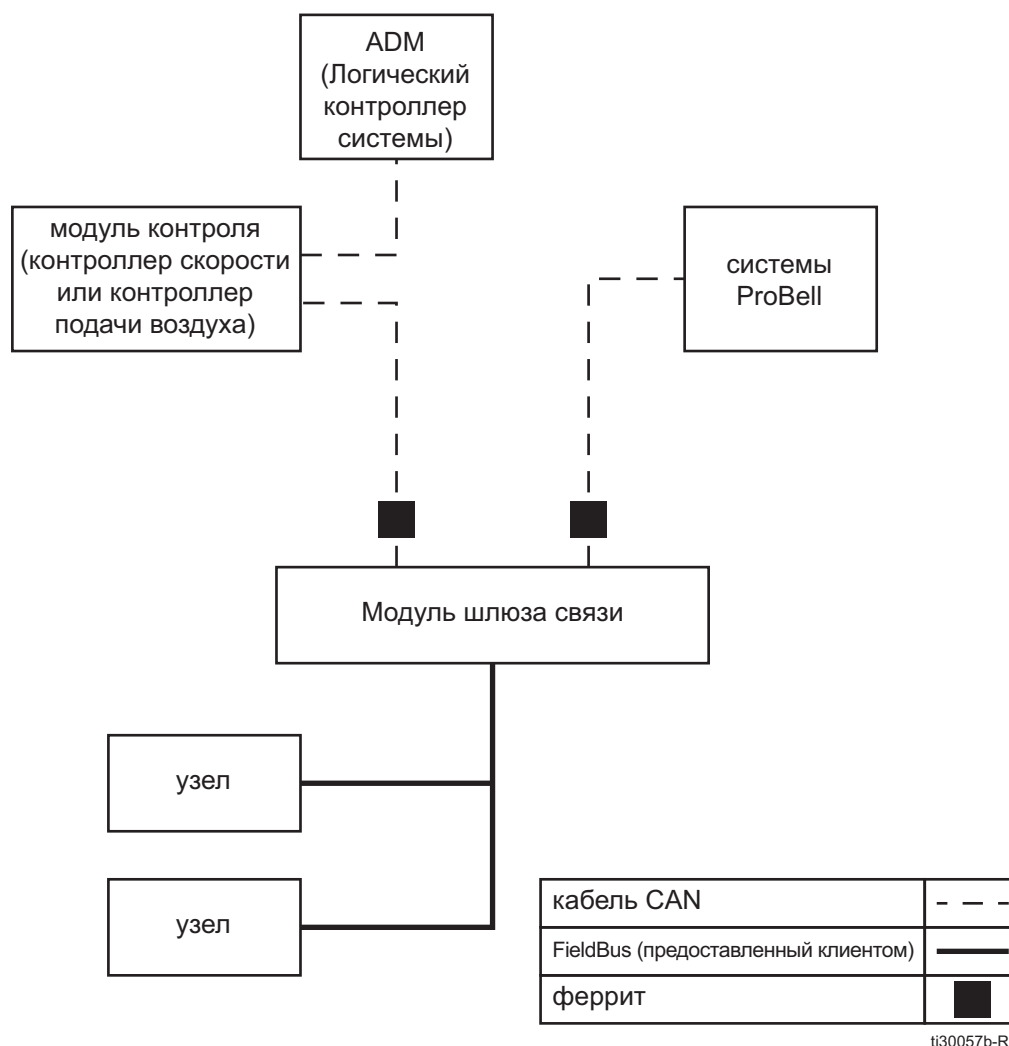 ADM
(Логический
контроллер
системы)
модуль контроля
(контроллер скорости
или контроллер
подачи воздуха)
системы
ProBell
Модуль шлюза связи
узел
узел
кабель CAN
FieldBus (предоставленный клиентом)
феррит
ti30057b-R